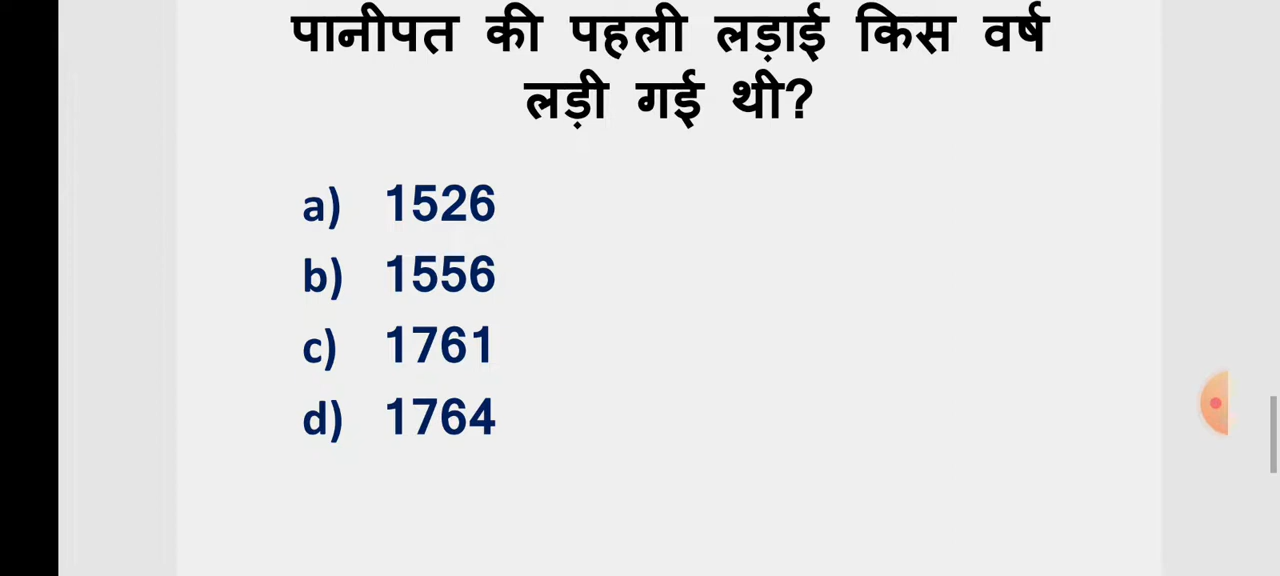 पानीपत की पहली लड़ाई किस वर्ष
लड़ी गई थी?
a) 1526
b) 1556
c) 1761
d) 1764